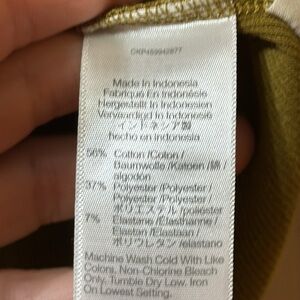 Made In Indonesia
Fabriqué En Indonésie
Hergestellt In Indonesien
Vervaardigd In Indonesië
インドネシア製
hecho en Indonesia
56% Cotton /Coton /
Baumwolle /Katoen /綿 /
algodón
37% Polyester /Polyester /
Polyester /Polyester /
ポリエステル /poliéster
7% Elastane /Elasthanne /
Elastan /Elastaan /
ポリウレタン /elastano
Machine Wash Cold With Like
Colors, Non-Chlorine Bleach
Only, Tumble Dry Low, Iron
On Lowest Setting.